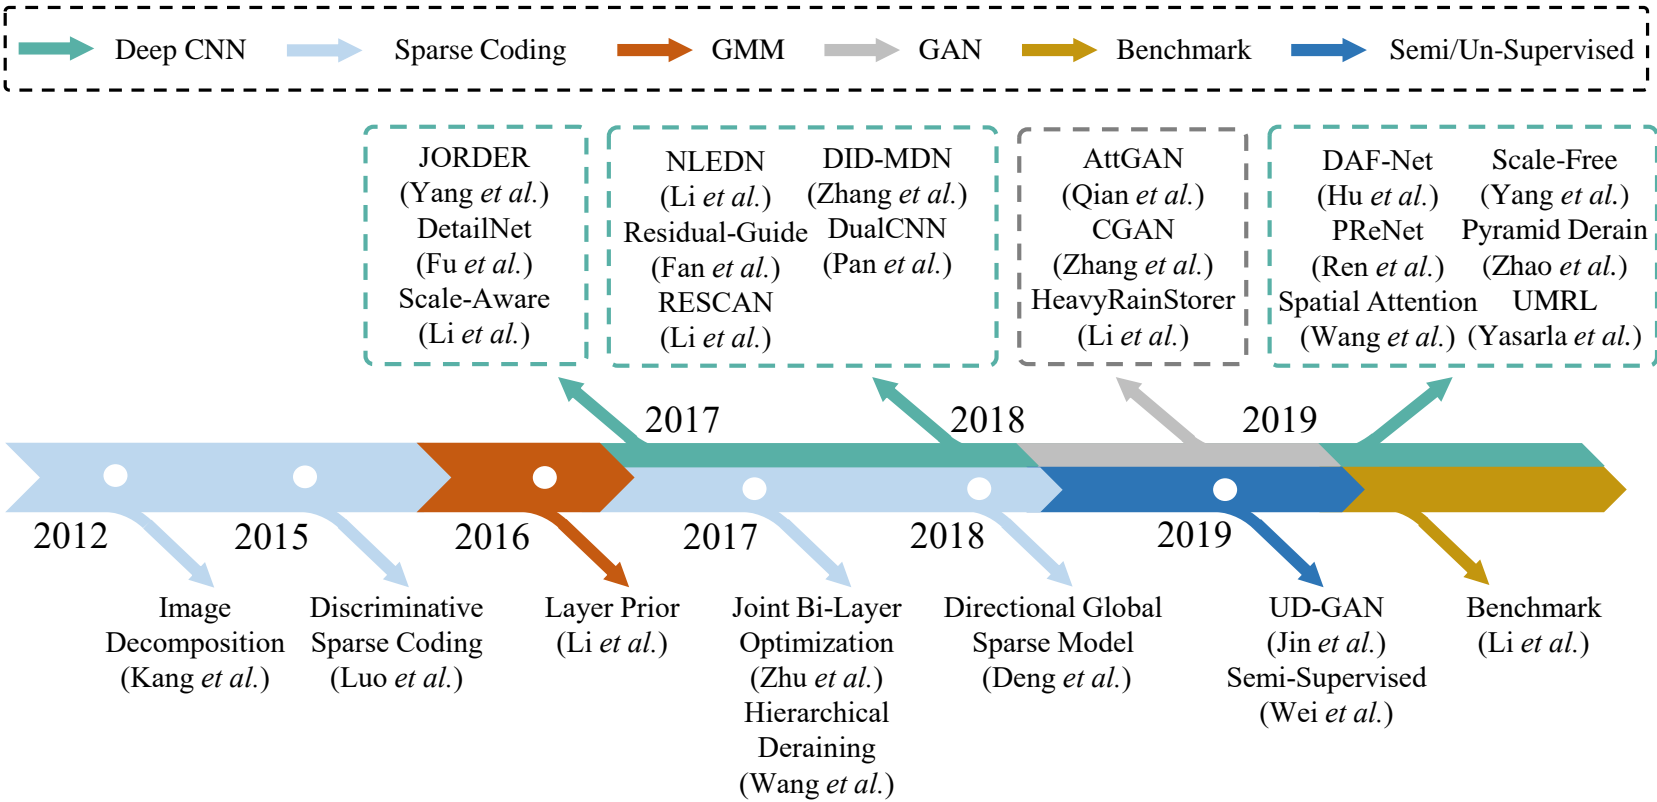 Deep CNN
Sparse Coding
GMM
GAN
Benchmark
Semi/Un-Supervised
JORDER
(Yang et al.)
DetailNet
(Fu et al.)
Scale-Aware
(Li et al.)
NLEDN
(Li et al.)
Residual-Guide
(Fan et al.)
RESCAN
(Li et al.)
DID-MDN
(Zhang et al.)
DualCNN
(Pan et al.)
AttGAN
(Qian et al.)
CGAN
(Zhang et al.)
HeavyRainStorer
(Li et al.)
DAF-Net
(Hu et al.)
PReNet
(Ren et al.)
Spatial Attention
(Wang et al.)
Scale-Free
(Yang et al.)
Pyramid Derain
(Zhao et al.)
UMRL
(Yasarla et al.)
2017
2018
2019
2012
2015
2016
2017
2018
2019
Image
Decomposition
(Kang et al.)
Discriminative
Sparse Coding
(Luo et al.)
Layer Prior
(Li et al.)
Joint Bi-Layer
Optimization
(Zhu et al.)
Hierarchical
Deraining
(Wang et al.)
Directional Global
Sparse Model
(Deng et al.)
UD-GAN
(Jin et al.)
Semi-Supervised
(Wei et al.)
Benchmark
(Li et al.)